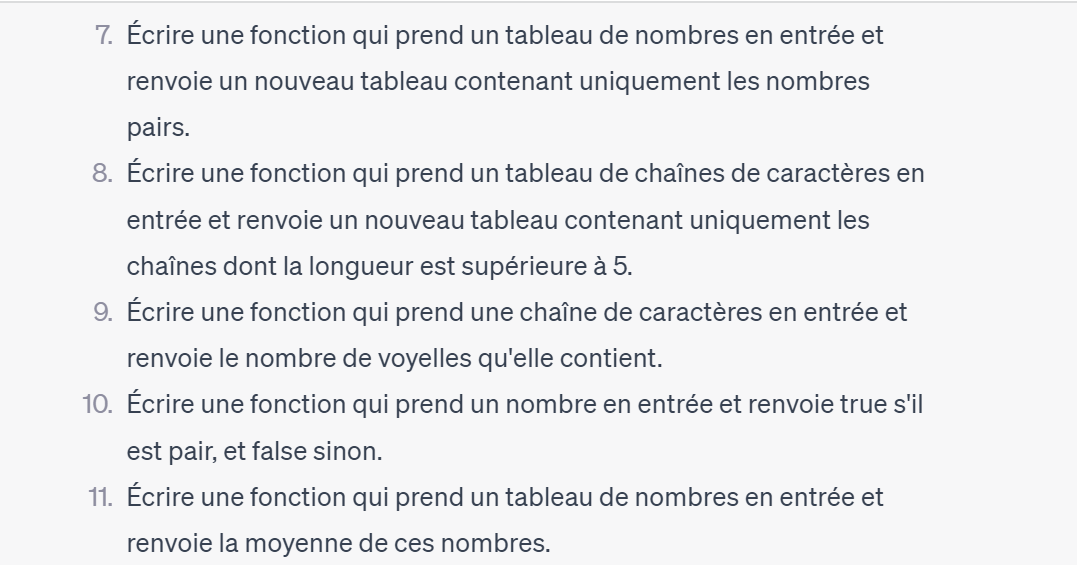 7. Écrire une fonction qui prend un tableau de nombres en entrée et
renvoie un nouveau tableau contenant uniquement les nombres
pairs.
8. Écrire une fonction qui prend un tableau de chaînes de caractères en
entrée et renvoie un nouveau tableau contenant uniquement les
chaînes dont la longueur est supérieure à 5.
9. Écrire une fonction qui prend une chaîne de caractères en entrée et
renvoie le nombre de voyelles qu'elle contient.
10. Écrire une fonction qui prend un nombre en entrée et renvoie true s'il
est pair, et false sinon.
11. Écrire une fonction qui prend un tableau de nombres en entrée et
renvoie la moyenne de ces nombres.